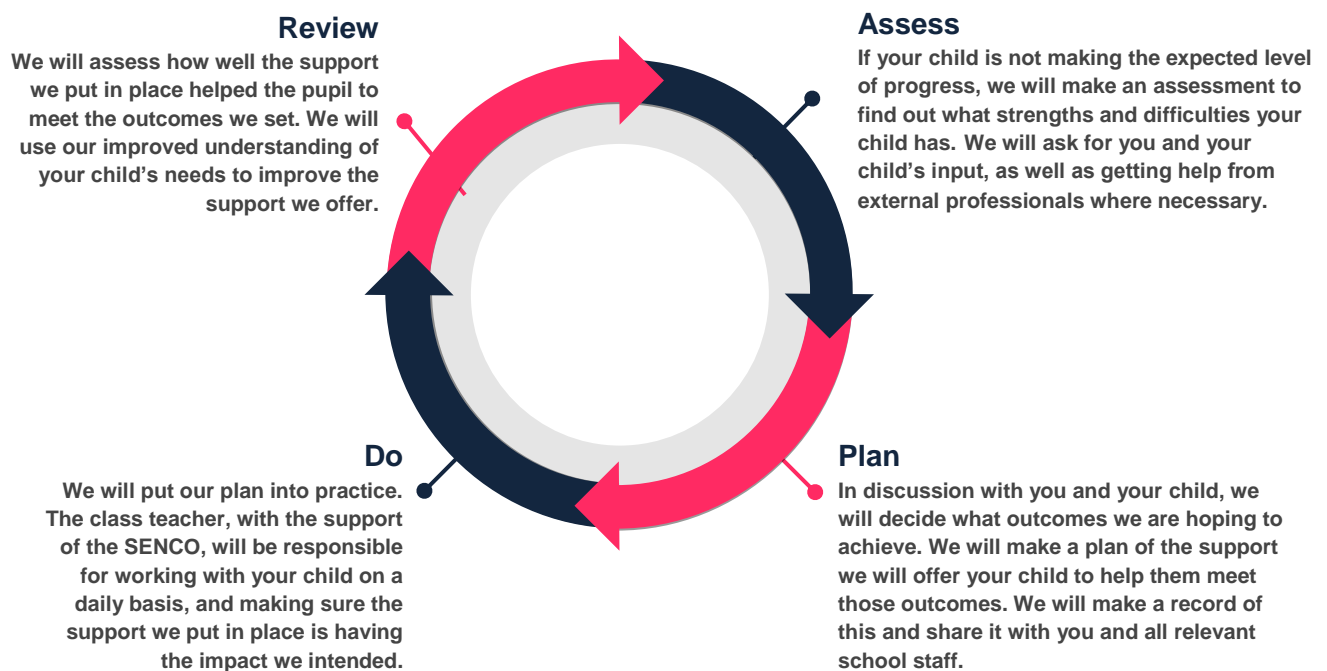 Review
We will assess how well the support
we put in place helped the pupil to
meet the outcomes we set. We will
use our improved understanding of
your child’s needs to improve the
support we offer.
Assess
If your child is not making the expected level
of progress, we will make an assessment to
find out what strengths and difficulties your
child has. We will ask for you and your
child’s input, as well as getting help from
external professionals where necessary.
Do
We will put our plan into practice.
The class teacher, with the support
of the SENCO, will be responsible
for working with your child on a
daily basis, and making sure the
support we put in place is having
the impact we intended.
Plan
In discussion with you and your child, we
will decide what outcomes we are hoping to
achieve. We will make a plan of the support
we will offer your child to help them meet
those outcomes. We will make a record of
this and share it with you and all relevant
school staff.